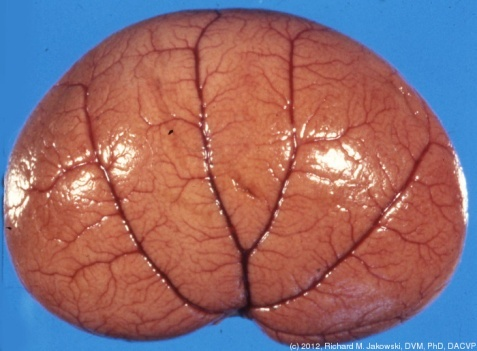 (c) 2012, Richard M. Jakowski, DVM, PhD, DACVP